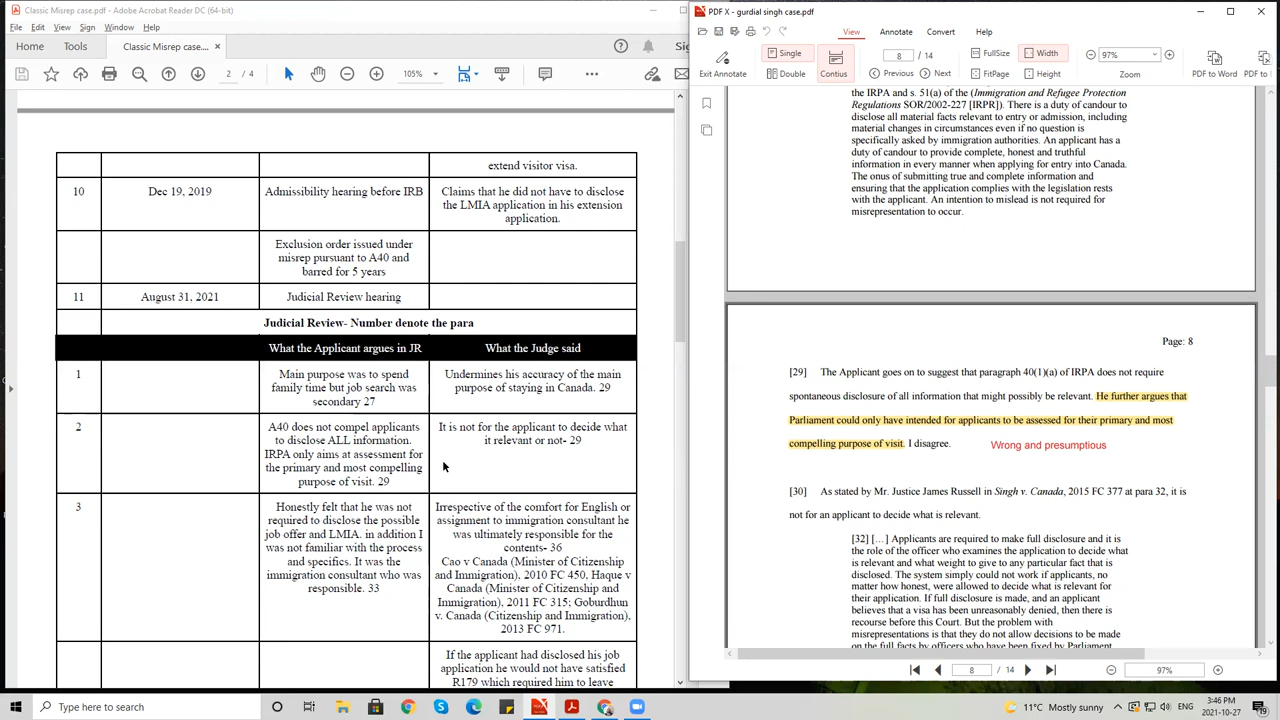 Classic Misrep case.pdf - Adobe Acrobat Reader DC (64-bit)
File Edit View Sign Window Help
Home Tools Classic Misrep case.... × Sig
2 / 4 105%
extend visitor visa.
10 Dec 19, 2019 Admissibility hearing before IRB Claims that he did not have to disclose
the LMIA application in his extension
application.
Exclusion order issued under
misrep pursuant to A40 and
barred for 5 years
11 August 31, 2021 Judicial Review hearing
Judicial Review- Number denote the para
What the Applicant argues in JR What the Judge said
1 Main purpose was to spend Undermines his accuracy of the main
family time but job search was purpose of staying in Canada. 29
secondary 27
2 A40 does not compel applicants It is not for the applicant to decide what
to disclose ALL information. it relevant or not- 29
IRPA only aims at assessment for
the primary and most compelling
purpose of visit. 29
3 Honestly felt that he was not Irrespective of the comfort for English or
required to disclose the possible assignment to immigration consultant he
job offer and LMIA. in addition I was ultimately responsible for the
was not familiar with the process contents- 36
and specifics. It was the Cao v Canada (Minister of Citizenship
immigration consultant who was and Immigration), 2010 FC 450, Haque v
responsible. 33 Canada (Minister of Citizenship and
Immigration), 2011 FC 315; Goburdhun
v. Canada (Citizenship and Immigration),
2013 FC 971.
If the applicant had disclosed his job
application he would not have satisfied
R179 which required him to leave
PDF X - gurdial singh case.pdf
View Annotate Convert Help
Exit Annotate Single Double Contius 8 / 14 Previous Next FullSize FitPage Width Height 97% Zoom PDF to Word PDF to
the IRPA and s. 51(a) of the (Immigration and Refugee Protection
Regulations SOR/2002-227 [IRPR]). There is a duty of candour to
disclose all material facts relevant to entry or admission, including
material changes in circumstances even if no question is
specifically asked by immigration authorities. An applicant has a
duty of candour to provide complete, honest and truthful
information in every manner when applying for entry into Canada.
The onus of submitting true and complete information and
ensuring that the application complies with the legislation rests
with the applicant. An intention to mislead is not required for
misrepresentation to occur.
Page: 8
[29] The Applicant goes on to suggest that paragraph 40(1)(a) of IRPA does not require
spontaneous disclosure of all information that might possibly be relevant. He further argues that
Parliament could only have intended for applicants to be assessed for their primary and most
compelling purpose of visit. I disagree. Wrong and presumptious
[30] As stated by Mr. Justice James Russell in Singh v. Canada, 2015 FC 377 at para 32, it is
not for an applicant to decide what is relevant.
[32] […] Applicants are required to make full disclosure and it is
the role of the officer who examines the application to decide what
is relevant and what weight to give to any particular fact that is
disclosed. The system simply could not work if applicants, no
matter how honest, were allowed to decide what is relevant for
their application. If full disclosure is made, and an applicant
believes that a visa has been unreasonably denied, then there is
recourse before this Court. But the problem with
misrepresentations is that they do not allow decisions to be made
on the full facts by officers who have been fixed by Parliament
8 / 14 97%
Type here to search 11°C Mostly sunny ENG 3:46 PM
2021-10-27 19